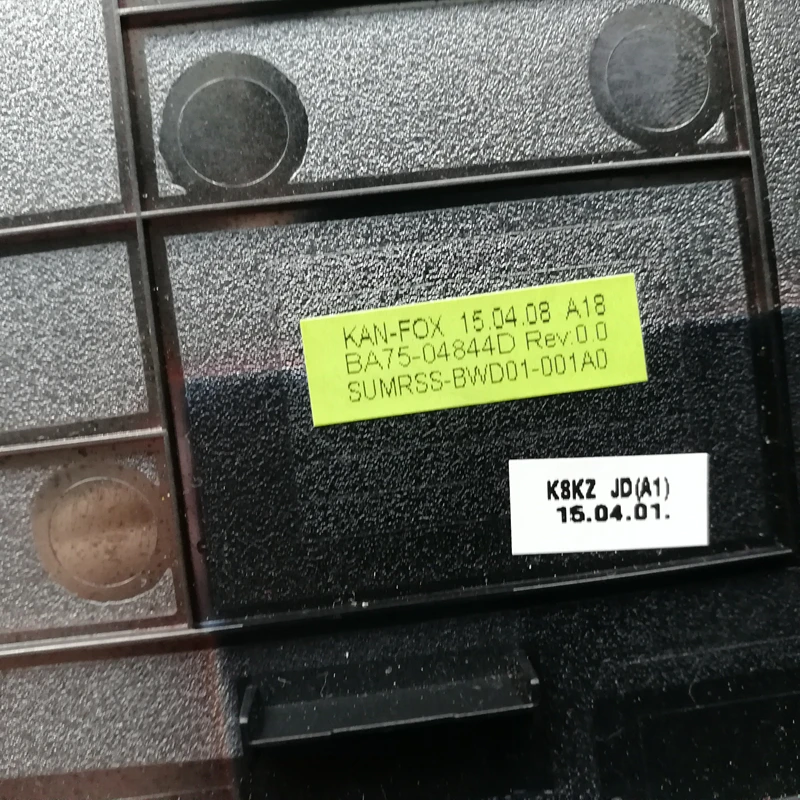 KAN-FOX 15.04.08 A18
BA75-04844D Rev:0.0
SUMRSS-BWD01-001A0
K8KZ JD(A1)
15.04.01.